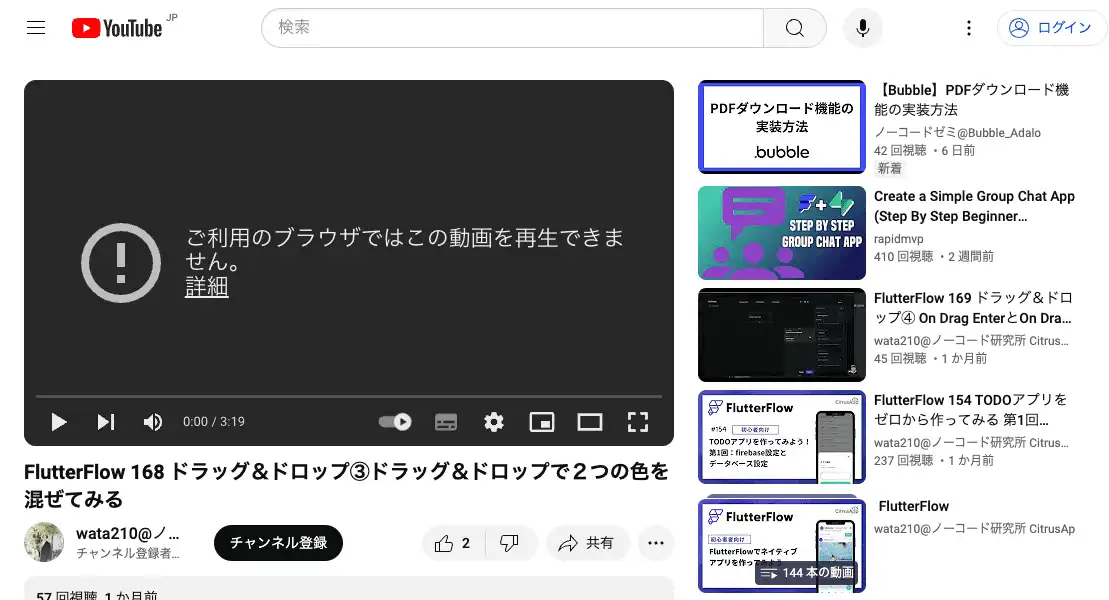 YouTube JP
検索
ログイン
ご利用のブラウザではこの動画を再生できま
せん。
詳細
0:00 / 3:19
FlutterFlow 168 ドラッグ＆ドロップ③ドラッグ＆ドロップで２つの色を
混ぜてみる
wata210@ノ...
チャンネル登録者...
チャンネル登録
2
共有
57 回視聴 1 か月前
PDFダウンロード機能の
実装方法
.bubble
【Bubble】PDFダウンロード機
能の実装方法
ノーコードゼミ@Bubble_Adalo
42 回視聴・6 日前
新着
STEP BY STEP
GROUP CHAT APP
Create a Simple Group Chat App
(Step By Step Beginner...
rapidmvp
410 回視聴・2 週間前
FlutterFlow 169 ドラッグ＆ドロ
ップ④ On Drag EnterとOn Dra...
wata210@ノーコード研究所 Citrus...
45 回視聴・1 か月前
FlutterFlow
CitrusApp
#154 初心者向け
TODOアプリを作ってみよう！
第1回：firebase設定と
データベース設定
FlutterFlow 154 TODOアプリを
ゼロから作ってみる 第1回...
wata210@ノーコード研究所 Citrus...
237 回視聴・1 か月前
FlutterFlow
CitrusApp
初心者向け
FlutterFlowでネイティブ
アプリを作ってみよう
144 本の動画
FlutterFlow
wata210@ノーコード研究所 CitrusAp